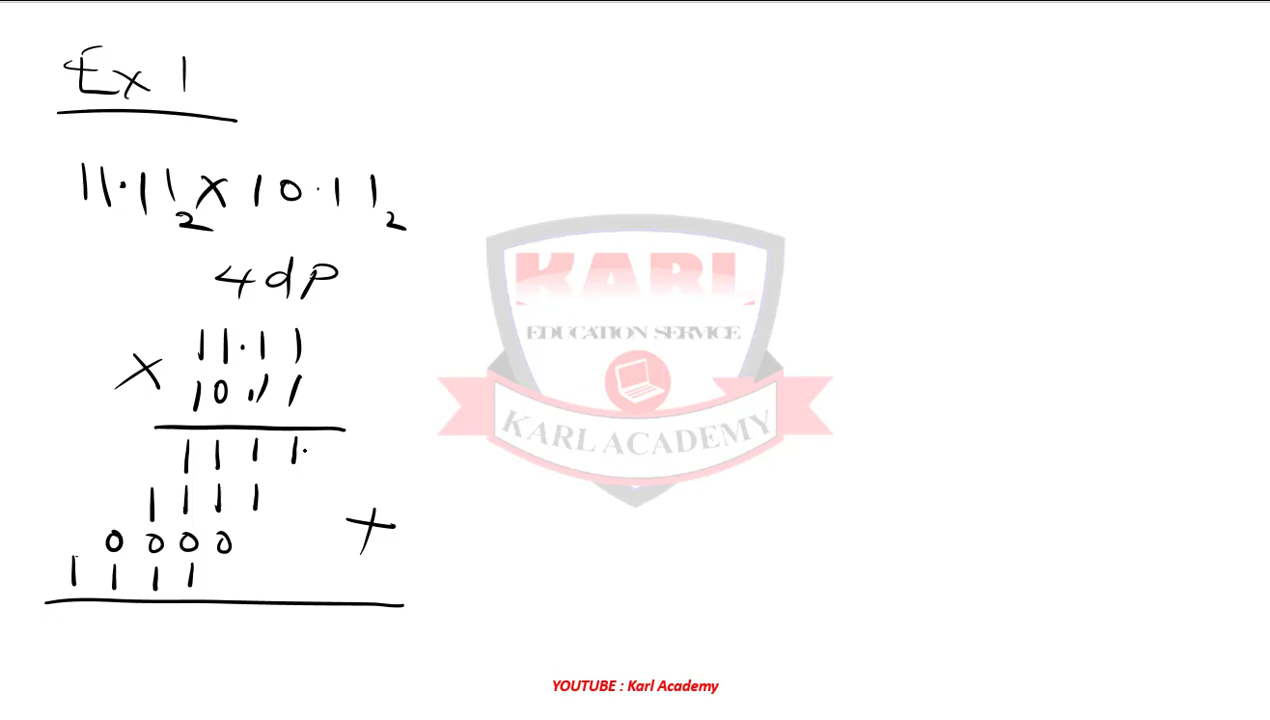 Ex 1
11.11₂ × 10.11₂
4dp
11.11
× 10.11
1111.
1111
0000 +
1111
KARL
EDUCATION SERVICE
KARL ACADEMY
YOUTUBE : Karl Academy